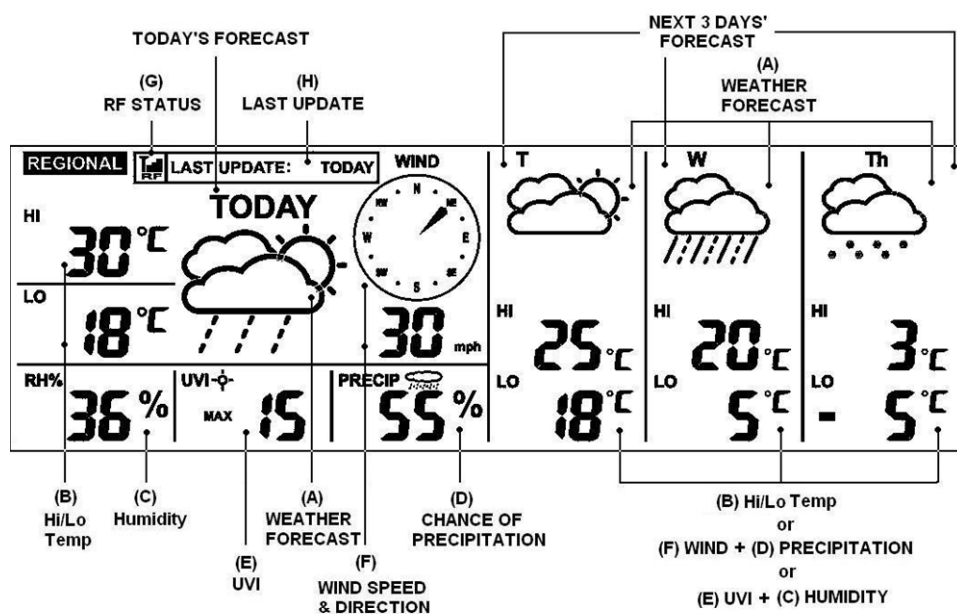 TODAY'S FORECAST
NEXT 3 DAYS'
FORECAST
(G)
RF STATUS
(H)
LAST UPDATE
(A)
WEATHER
FORECAST
REGIONAL
RF
LAST UPDATE: TODAY
WIND
TODAY
HI
30°C
LO
18°C
N
NE
E
SE
S
SW
W
NW
30 mph
RH%
36%
UVI
MAX 15
PRECIP
55%
T
HI
25°C
LO
18°C
W
HI
20°C
LO
5°C
Th
HI
3°C
LO
-5°C
(B)
Hi/Lo
Temp
(C)
Humidity
(E)
UVI
(A)
WEATHER
FORECAST
(F)
WIND SPEED
& DIRECTION
(D)
CHANCE OF
PRECIPITATION
(B) Hi/Lo Temp
or
(F) WIND + (D) PRECIPITATION
or
(E) UVI + (C) HUMIDITY